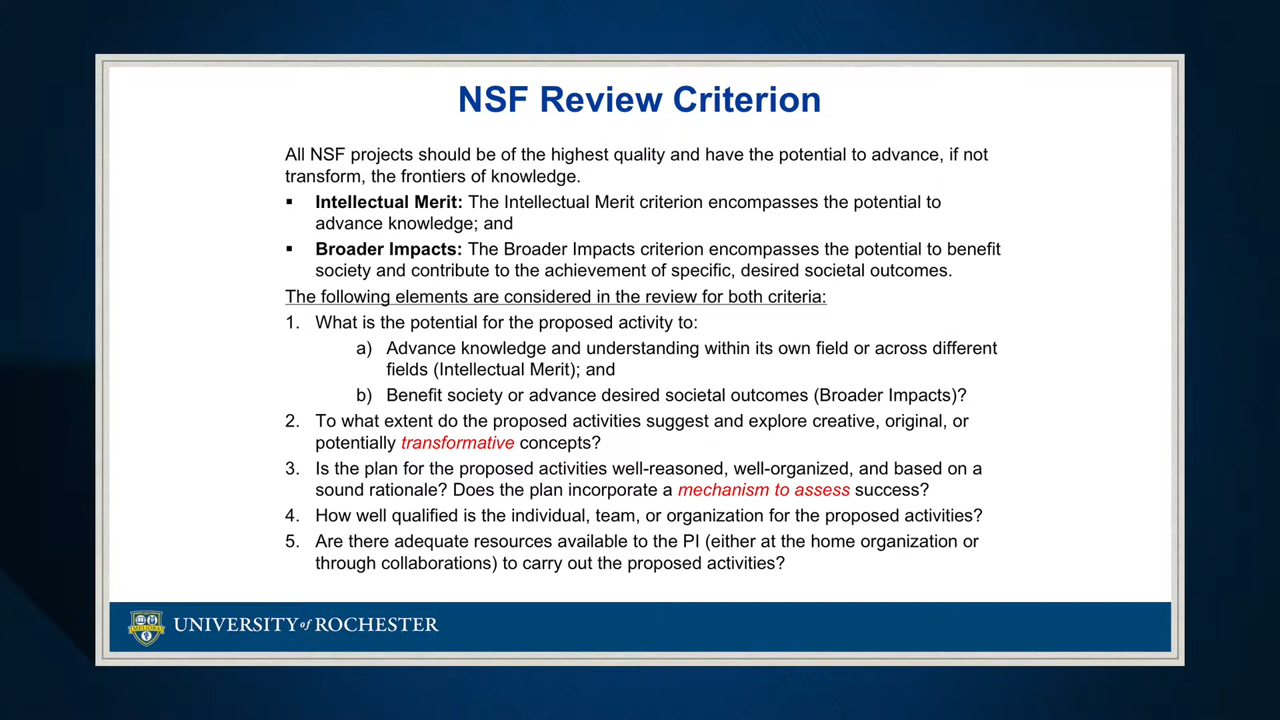 NSF Review Criterion
All NSF projects should be of the highest quality and have the potential to advance, if not
transform, the frontiers of knowledge.
▪ Intellectual Merit: The Intellectual Merit criterion encompasses the potential to
advance knowledge; and
▪ Broader Impacts: The Broader Impacts criterion encompasses the potential to benefit
society and contribute to the achievement of specific, desired societal outcomes.
The following elements are considered in the review for both criteria:
1. What is the potential for the proposed activity to:
a) Advance knowledge and understanding within its own field or across different
fields (Intellectual Merit); and
b) Benefit society or advance desired societal outcomes (Broader Impacts)?
2. To what extent do the proposed activities suggest and explore creative, original, or
potentially transformative concepts?
3. Is the plan for the proposed activities well-reasoned, well-organized, and based on a
sound rationale? Does the plan incorporate a mechanism to assess success?
4. How well qualified is the individual, team, or organization for the proposed activities?
5. Are there adequate resources available to the PI (either at the home organization or
through collaborations) to carry out the proposed activities?
MELIORA
UNIVERSITY of ROCHESTER